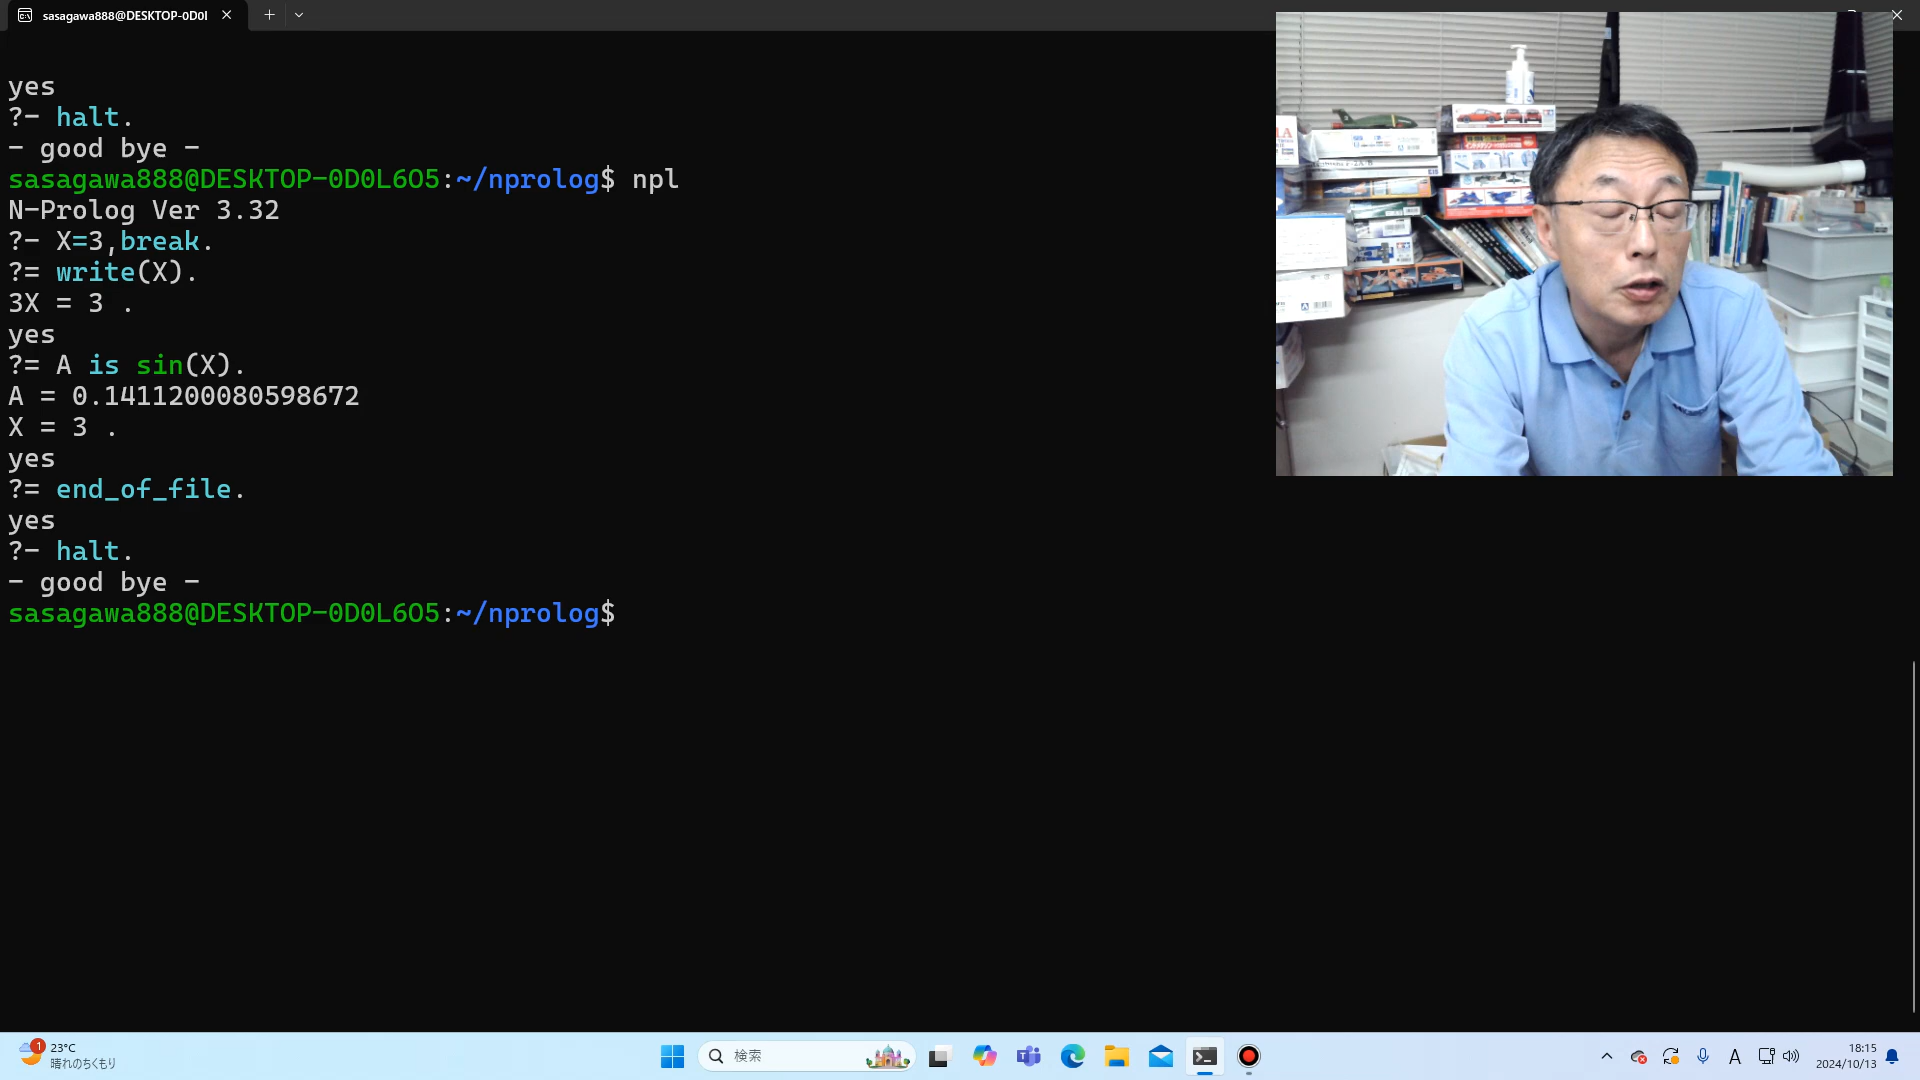 sasagawa888@DESKTOP-0D0l
yes
?- halt.
- good bye -
sasagawa888@DESKTOP-0D0L6O5:~/nprolog$ npl
N-Prolog Ver 3.32
?- X=3,break.
?= write(X).
3X = 3 .
yes
?= A is sin(X).
A = 0.1411200080598672
X = 3 .
yes
?= end_of_file.
yes
?- halt.
- good bye -
sasagawa888@DESKTOP-0D0L6O5:~/nprolog$
1
23°C
晴れのちくもり
検索
A
18:15
2024/10/13